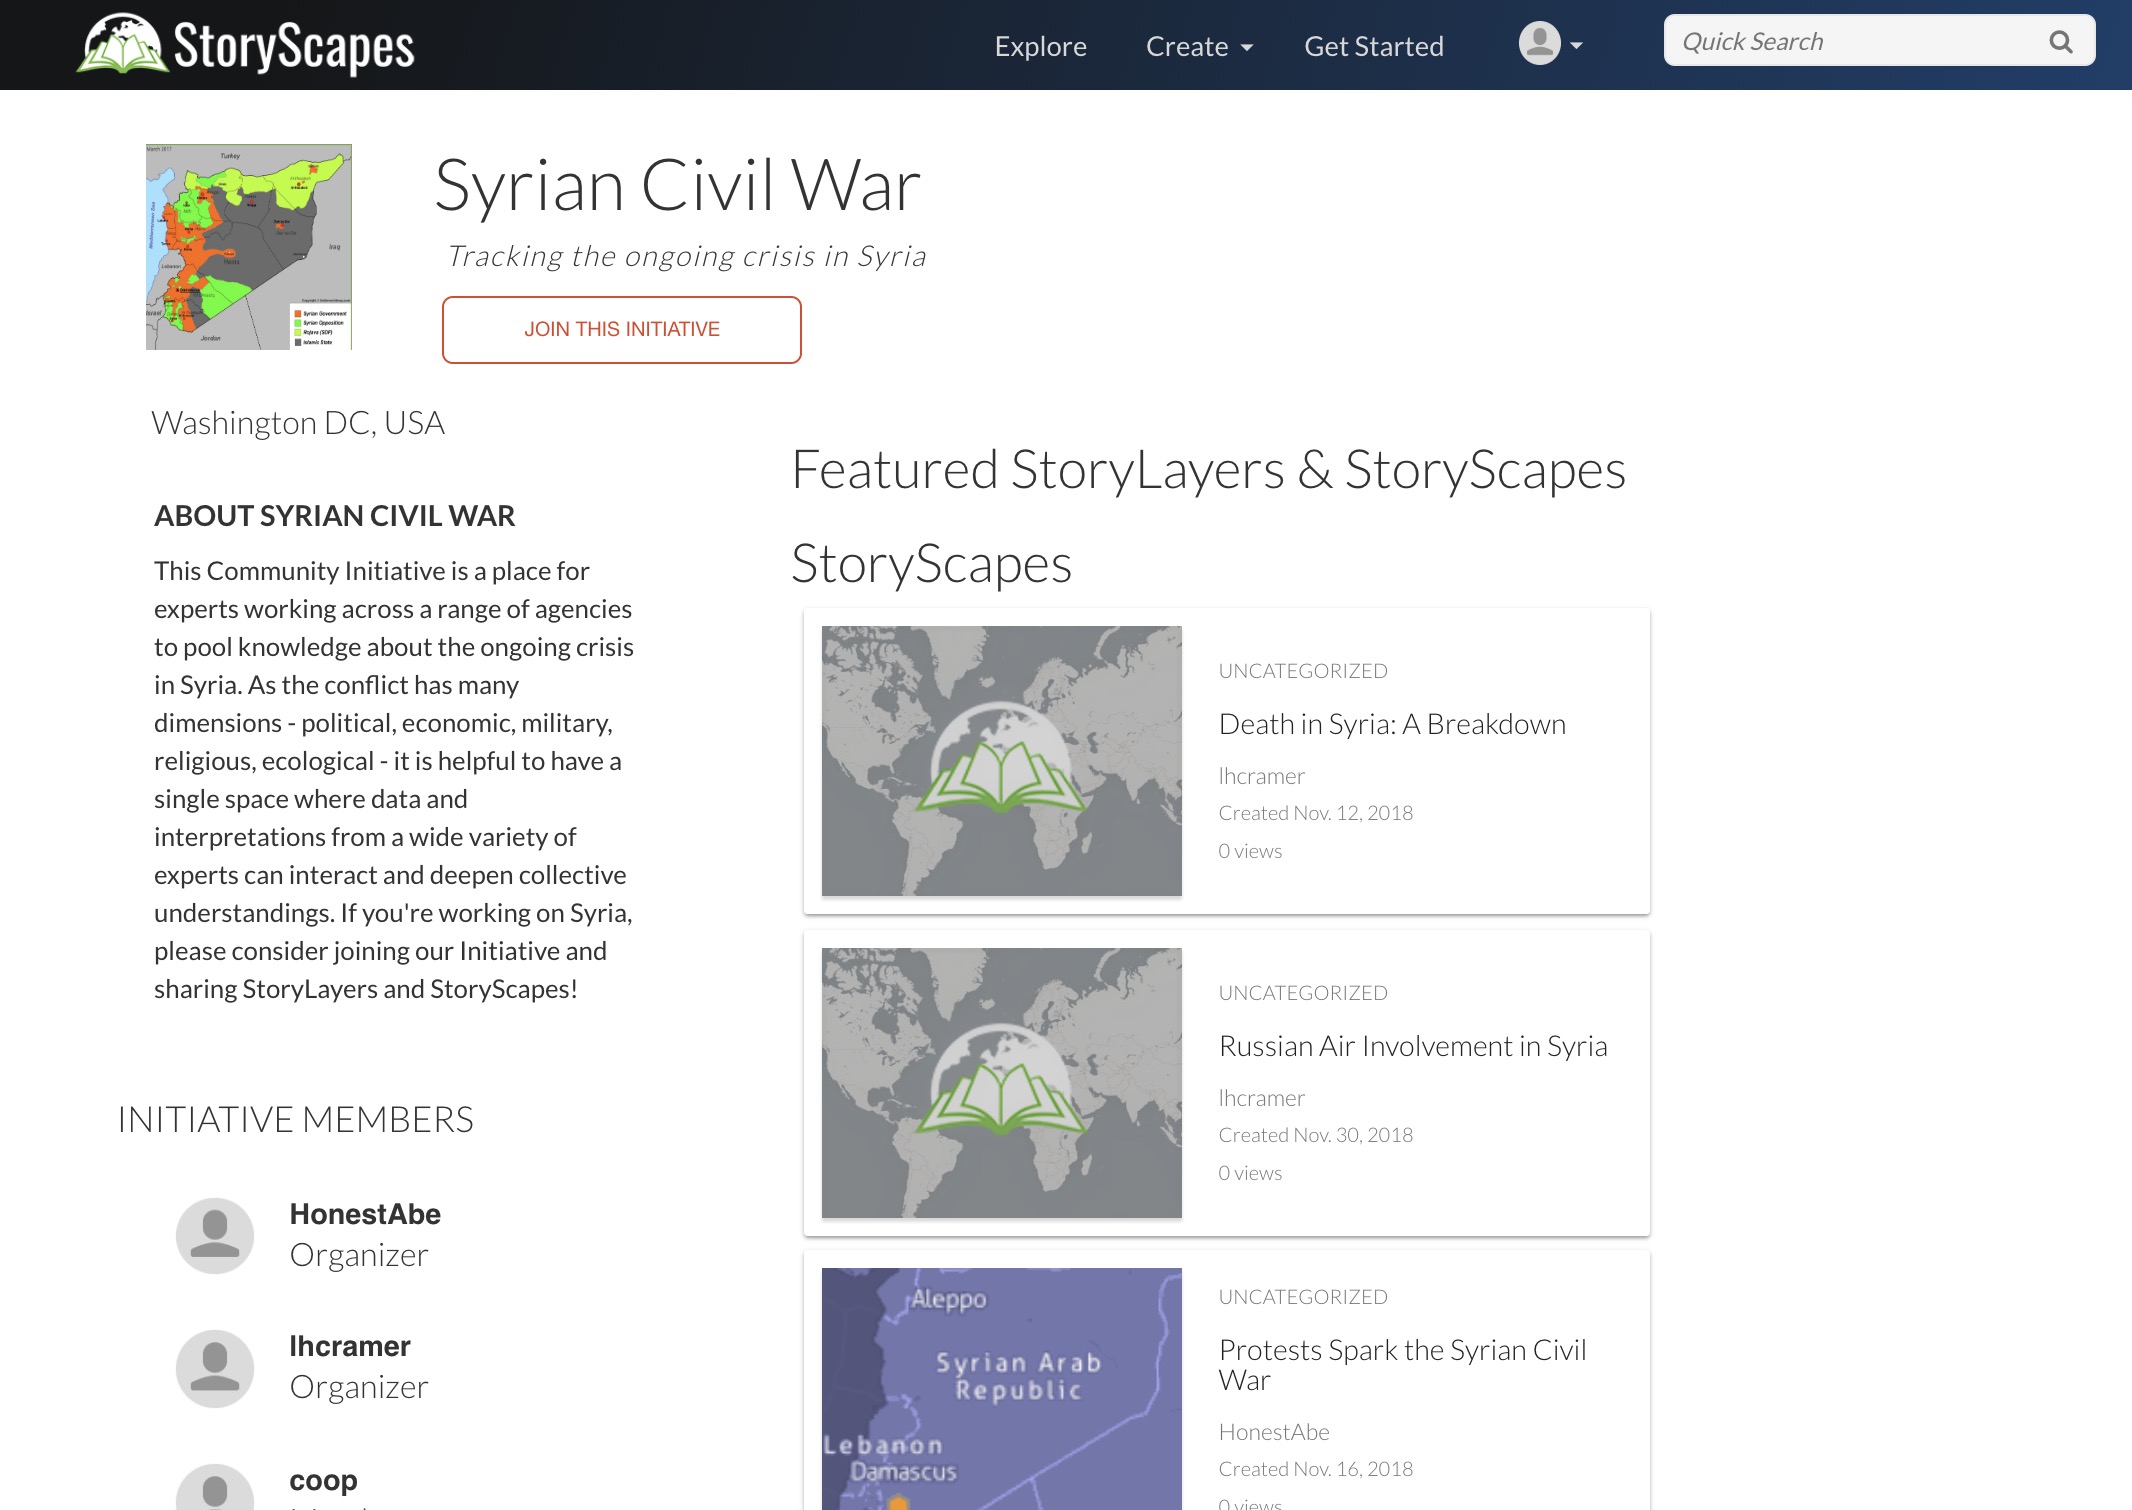 StoryScapes
Explore
Create
Get Started
Quick Search
March 2017
Turkey
Iraq
Lebanon
Israel
Jordan
Syrian Government
Syrian Opposition
Rojava (SDF)
Islamic State
Syrian Civil War
Tracking the ongoing crisis in Syria
JOIN THIS INITIATIVE
Washington DC, USA
ABOUT SYRIAN CIVIL WAR
This Community Initiative is a place for
experts working across a range of agencies
to pool knowledge about the ongoing crisis
in Syria. As the conflict has many
dimensions - political, economic, military,
religious, ecological - it is helpful to have a
single space where data and
interpretations from a wide variety of
experts can interact and deepen collective
understandings. If you're working on Syria,
please consider joining our Initiative and
sharing StoryLayers and StoryScapes!
INITIATIVE MEMBERS
HonestAbe
Organizer
lhcramer
Organizer
coop
Featured StoryLayers & StoryScapes
StoryScapes
UNCATEGORIZED
Death in Syria: A Breakdown
lhcramer
Created Nov. 12, 2018
0 views
UNCATEGORIZED
Russian Air Involvement in Syria
lhcramer
Created Nov. 30, 2018
0 views
Aleppo
Syrian Arab
Republic
Lebanon
Damascus
UNCATEGORIZED
Protests Spark the Syrian Civil
War
HonestAbe
Created Nov. 16, 2018
0 views